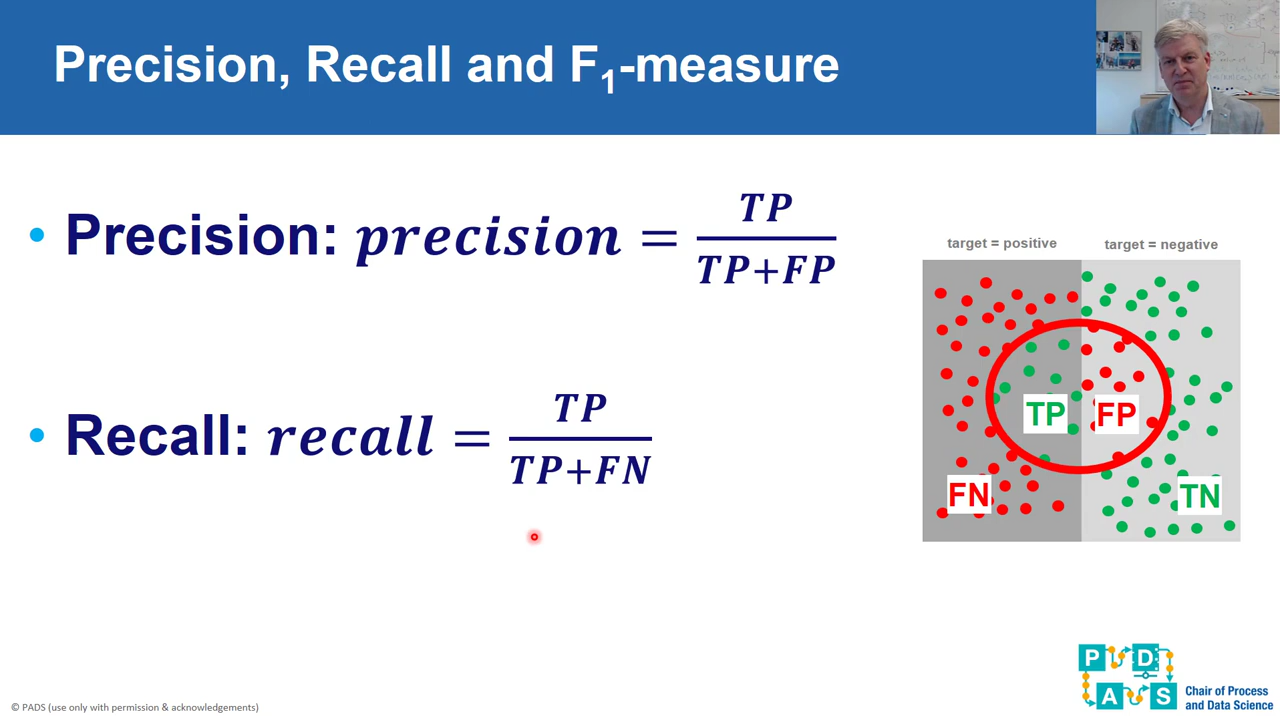 Precision, Recall and F₁-measure
• Precision: precision = TP / (TP+FP)
• Recall: recall = TP / (TP+FN)
target = positive
target = negative
TP
FP
FN
TN
P D
A S
Chair of Process
and Data Science
© PADS (use only with permission & acknowledgements)